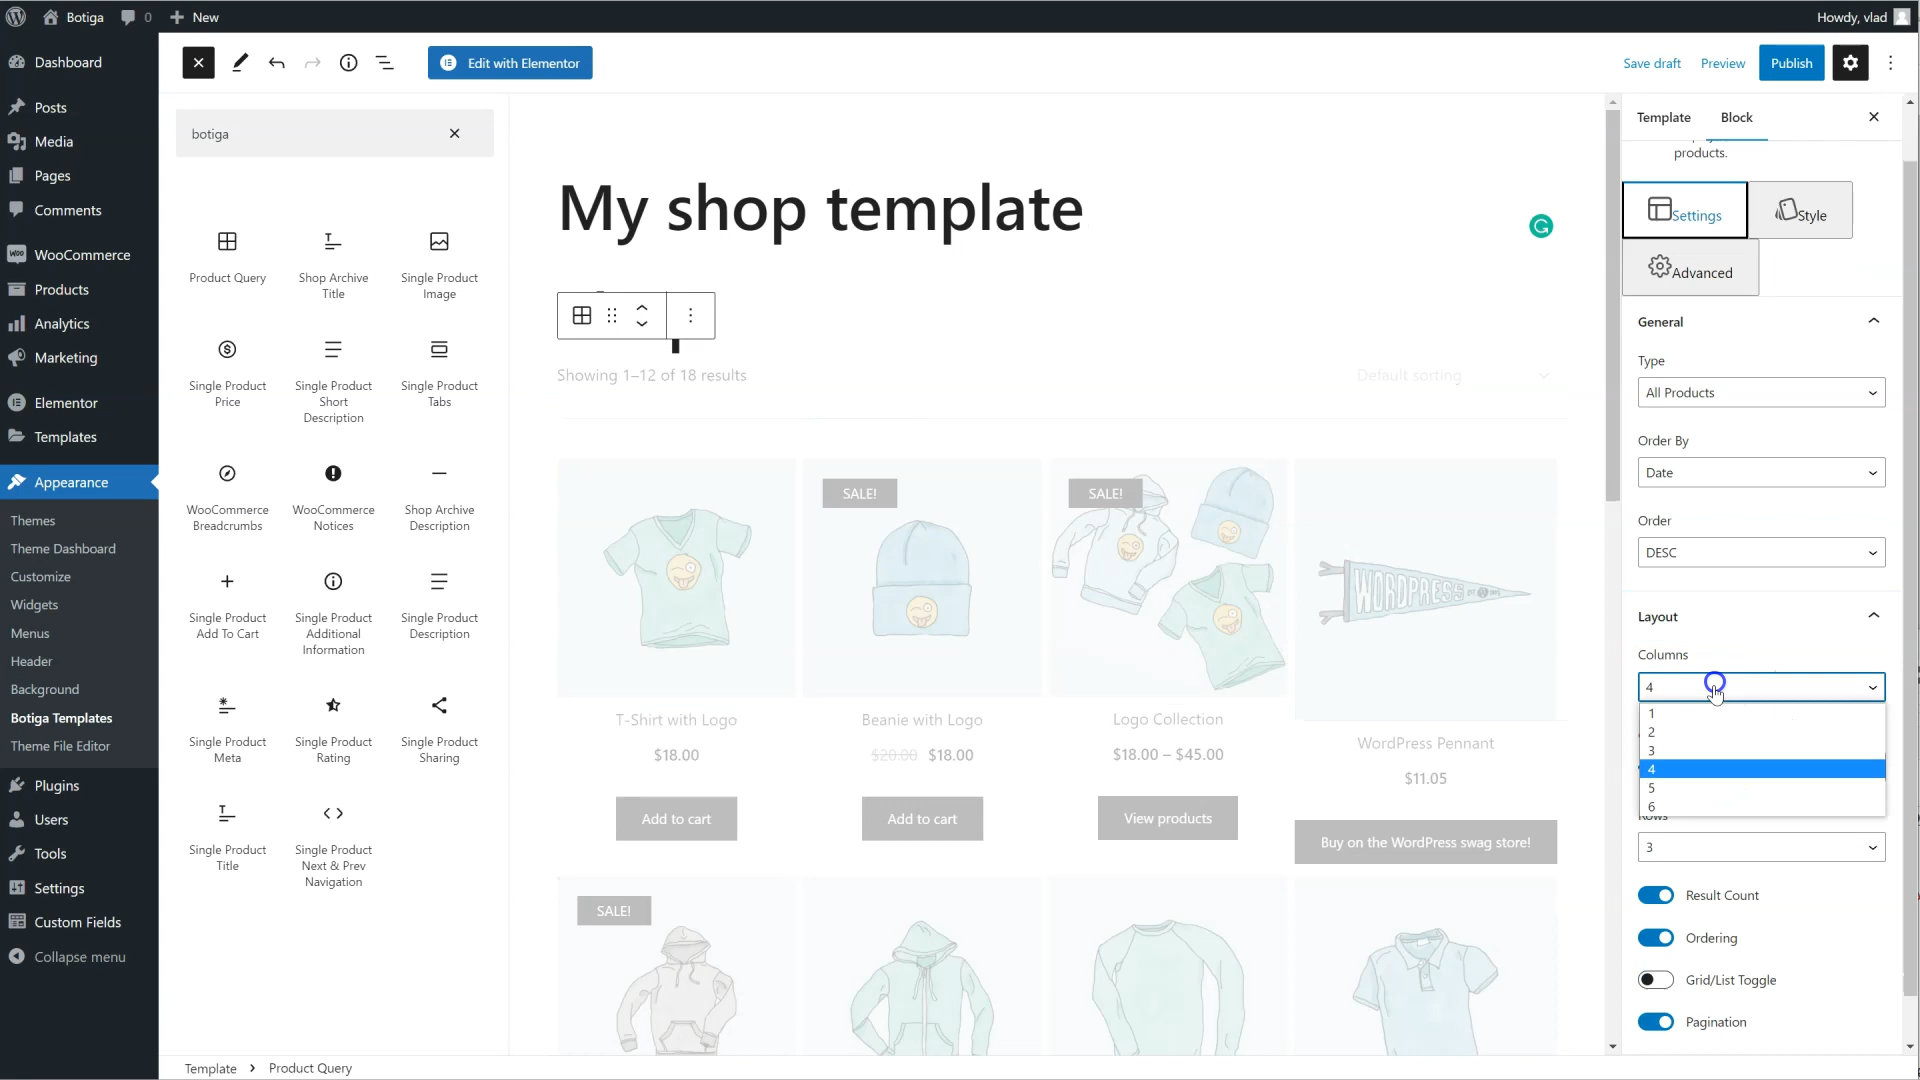 Botiga
0
New
Howdy, vlad
Dashboard
Posts
Media
Pages
Comments
WooCommerce
Products
Analytics
Marketing
Elementor
Templates
Appearance
Themes
Theme Dashboard
Customize
Widgets
Menus
Header
Background
Botiga Templates
Theme File Editor
Plugins
Users
Tools
Settings
Custom Fields
Collapse menu
Edit with Elementor
Save draft
Preview
Publish
botiga
Product Query
Shop Archive
Title
Single Product
Image
Single Product
Price
Single Product
Short
Description
Single Product
Tabs
WooCommerce
Breadcrumbs
WooCommerce
Notices
Shop Archive
Description
Single Product
Add To Cart
Single Product
Additional
Information
Single Product
Description
Single Product
Meta
Single Product
Rating
Single Product
Sharing
Single Product
Title
Single Product
Next & Prev
Navigation
My shop template
Showing 1–12 of 18 results
Default sorting
SALE!
SALE!
WORDPRESS
T-Shirt with Logo
$18.00
Add to cart
Beanie with Logo
$20.00 $18.00
Add to cart
Logo Collection
$18.00 – $45.00
View products
WordPress Pennant
$11.05
Buy on the WordPress swag store!
SALE!
Template
Block
products.
Settings
Style
Advanced
General
Type
All Products
Order By
Date
Order
DESC
Layout
Columns
4
1
2
3
4
5
6
Rows
3
Result Count
Ordering
Grid/List Toggle
Pagination
Template
Product Query